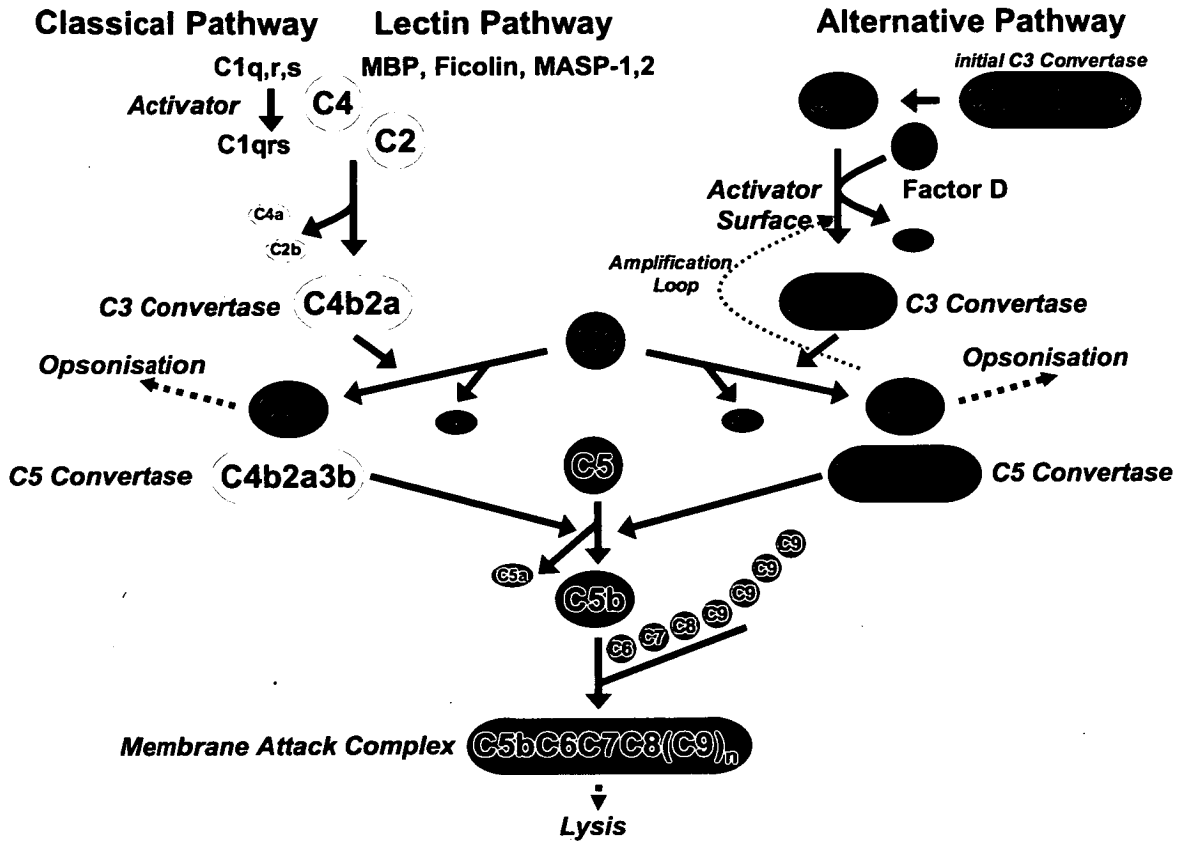 Classical Pathway
Lectin Pathway
Alternative Pathway
C1q,r,s
MBP, Ficolin, MASP-1,2
initial C3 Convertase
Activator
C4
C1qrs
C2
Activator
Surface
Factor D
C4a
C2b
Amplification
Loop
C3 Convertase
C4b2a
C3 Convertase
Opsonisation
Opsonisation
C5 Convertase
C4b2a3b
C5
C5 Convertase
C5a
C5b
C6
C7
C8
C9
C9
C9
C9
Membrane Attack Complex
C5bC6C7C8(C9)n
Lysis